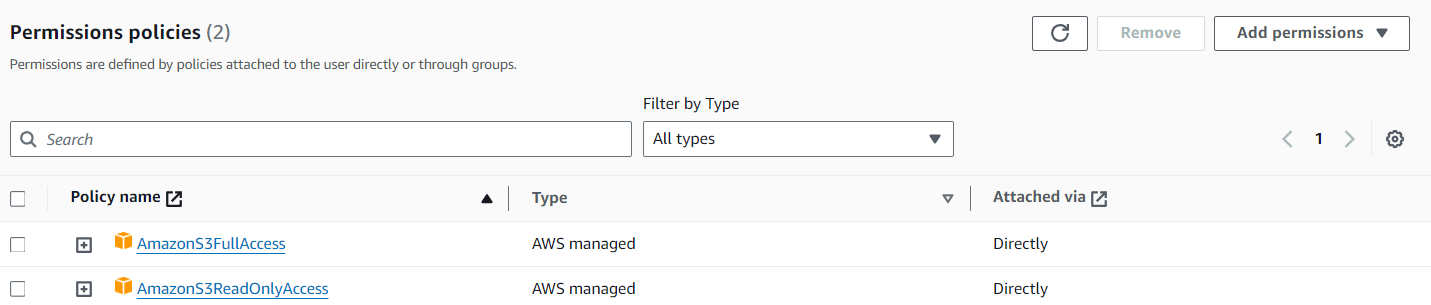 Permissions policies (2)
Remove
Add permissions
Permissions are defined by policies attached to the user directly or through groups.
Filter by Type
Search
All types
1
Policy name
Type
Attached via
AmazonS3FullAccess
AWS managed
Directly
AmazonS3ReadOnlyAccess
AWS managed
Directly